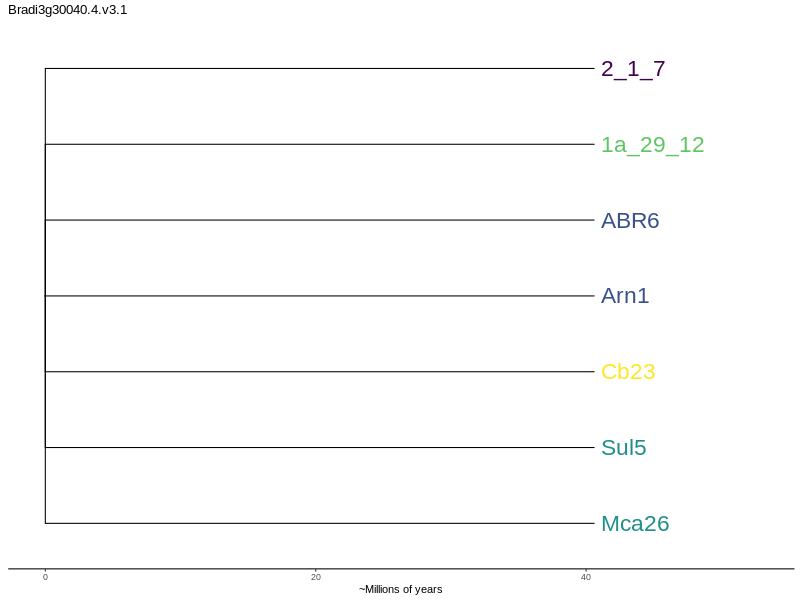 Bradi3g30040.4.v3.1
2_1_7
1a_29_12
ABR6
Arn1
Cb23
Sul5
Mca26
0 20 40
~Millions of years